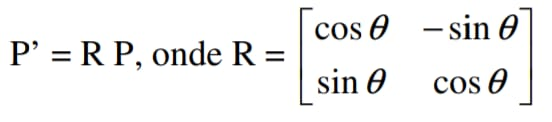 P’ = R P, onde R = [ cos θ  – sin θ
sin θ  cos θ ]